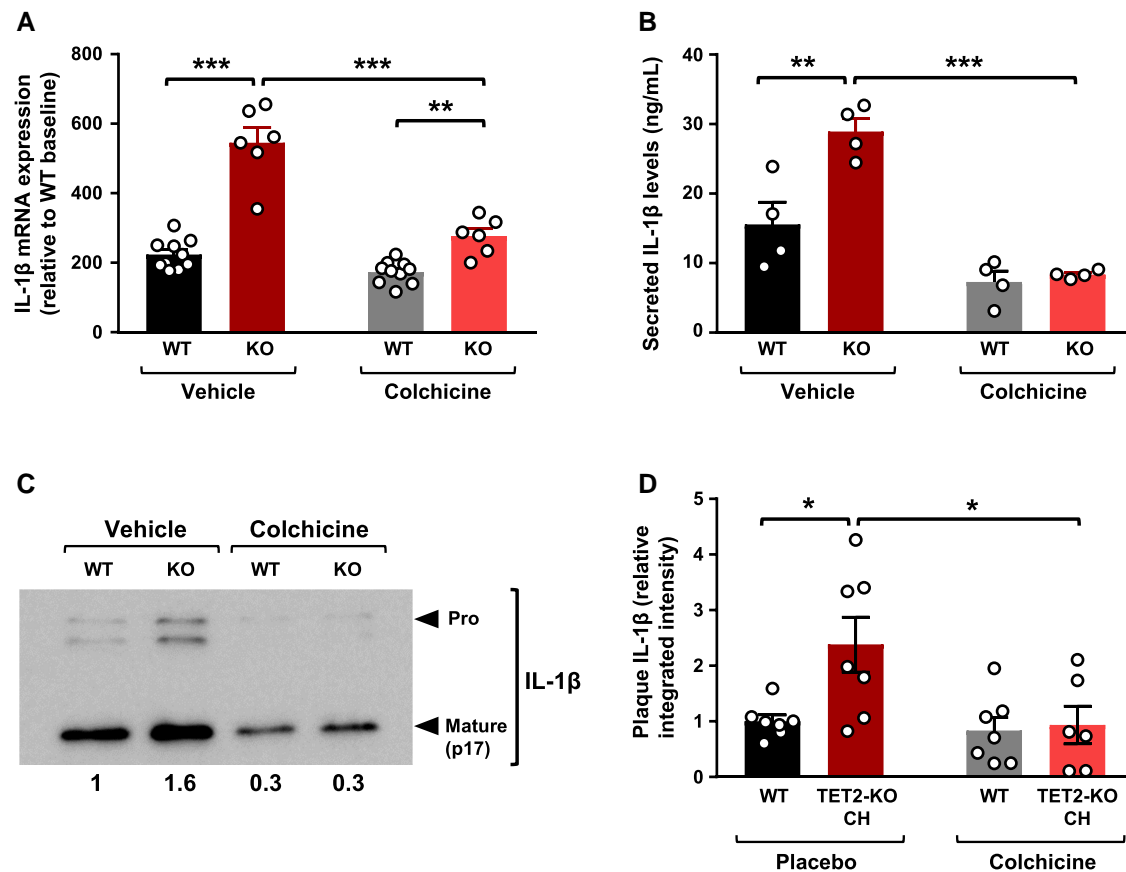 A
IL-1β mRNA expression
(relative to WT baseline)
800
600
400
200
0
***
***
**
WT
KO
WT
KO
Vehicle
Colchicine
B
Secreted IL-1β levels (ng/mL)
40
30
20
10
0
**
***
WT
KO
WT
KO
Vehicle
Colchicine
C
Vehicle
Colchicine
WT
KO
WT
KO
Pro
IL-1β
Mature
(p17)
1
1.6
0.3
0.3
D
Plaque IL-1β (relative
integrated intensity)
5
4
3
2
1
0
*
*
WT
TET2-KO
CH
WT
TET2-KO
CH
Placebo
Colchicine